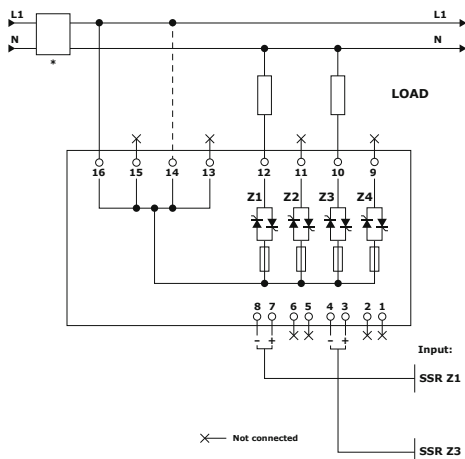 L1 L1
N N
*
LOAD
16 15 14 13 12 11 10 9
Z1 Z2 Z3 Z4
8 7 6 5 4 3 2 1
- + - +
Input:
SSR Z1
Not connected
SSR Z3